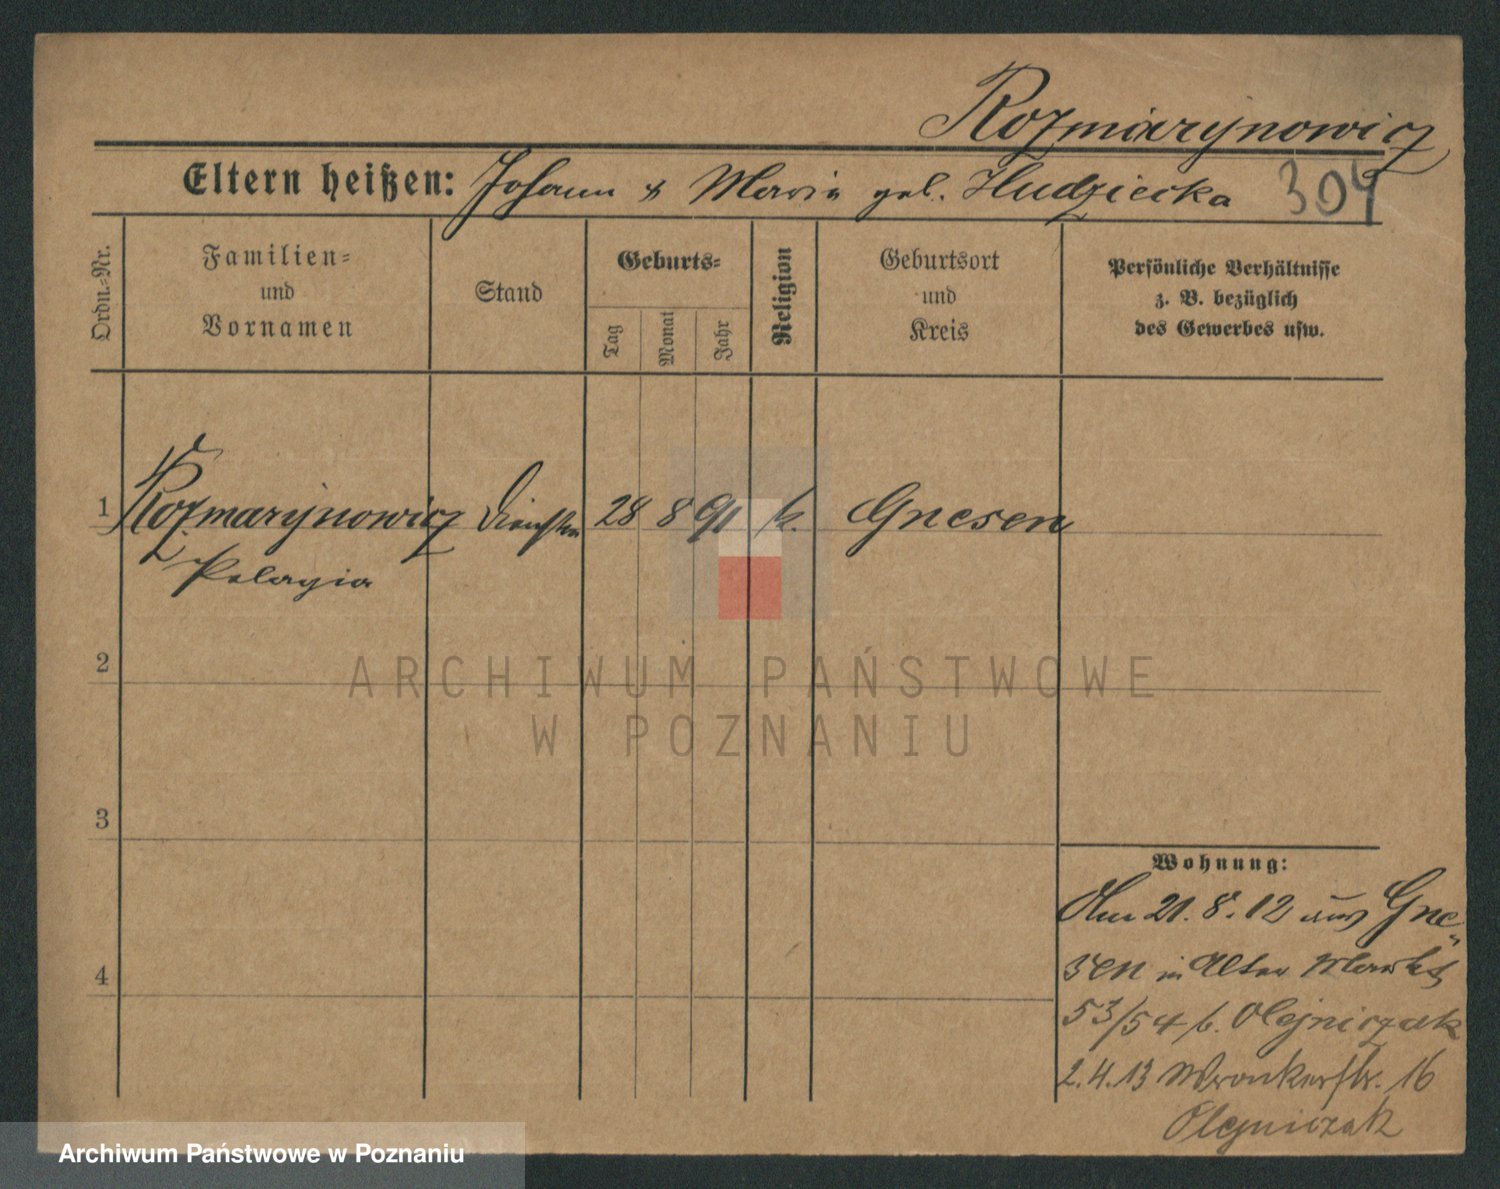 Rozmarynowicz
Eltern heißen: Johann & Maria geb. Hudziecka 304
Ordn.-Nr.
Familien-
und
Vornamen
Stand
Geburts-
Tag
Monat
Jahr
Religion
Geburtsort
und
Kreis
Persönliche Verhältnisse
z. B. bezüglich
des Gewerbes usw.
1 Rozmarynowicz 28 8 91 k. Gnesen
Pelagia
2
3
4
Wohnung:
Am 21.8.12 aus Gne
sen in Alter Markt
53/54 b. Olejniczak
2.4.13 Wronkerstr. 16
Olejniczak
ARCHIWUM PAŃSTWOWE
W POZNANIU
Archiwum Państwowe w Poznaniu